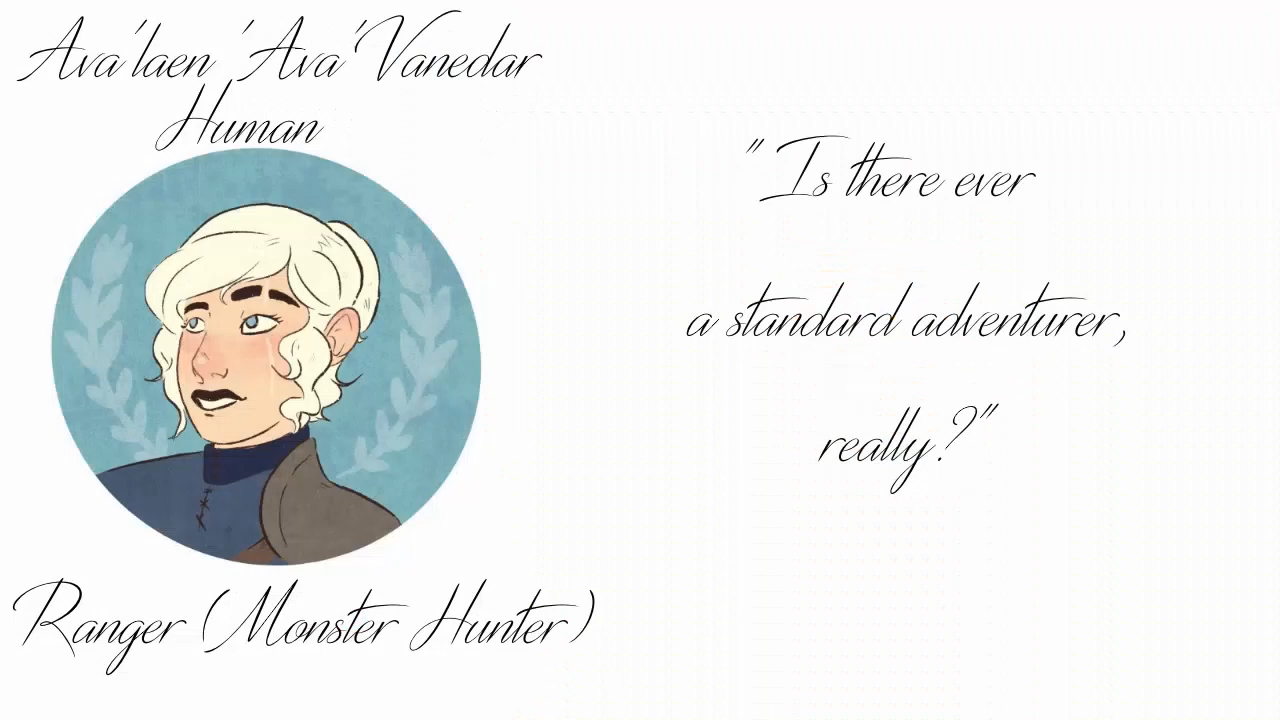 Ava'laen 'Ava' Vanedar
Human
"Is there ever
a standard adventurer,
really?"
Ranger (Monster Hunter)